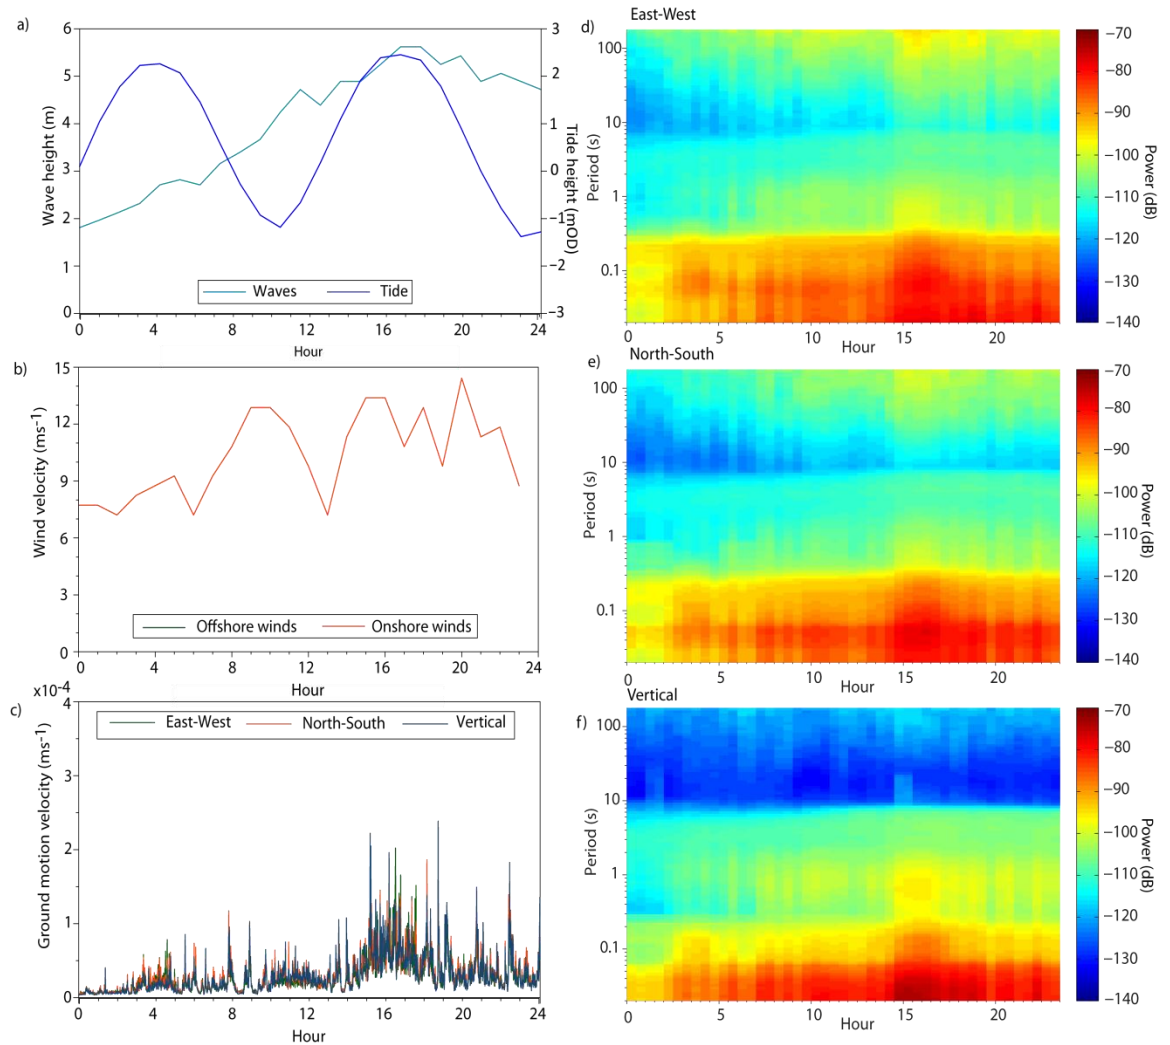 a)
6
5
4
3
2
1
0
Wave height (m)
3
2
1
0
−1
−2
−3
Tide height (mOD)
Waves
Tide
0
4
8
12
16
20
24
Hour
b)
15
12
9
6
3
0
Wind velocity (ms-1)
Offshore winds
Onshore winds
0
4
8
12
16
20
24
Hour
x10-4
c)
4
3
2
1
0
Ground motion velocity (ms-1)
East-West
North-South
Vertical
0
4
8
12
16
20
24
Hour
d)
East-West
100
10
1
0.1
Period (s)
0
5
10
15
20
Hour
−70
−80
−90
−100
−110
−120
−130
−140
Power (dB)
North-South
e)
100
10
1
0.1
Period (s)
0
5
10
15
20
Hour
−70
−80
−90
−100
−110
−120
−130
−140
Power (dB)
Vertical
f)
100
10
1
0.1
Period (s)
0
5
10
15
20
Hour
−70
−80
−90
−100
−110
−120
−130
−140
Power (dB)